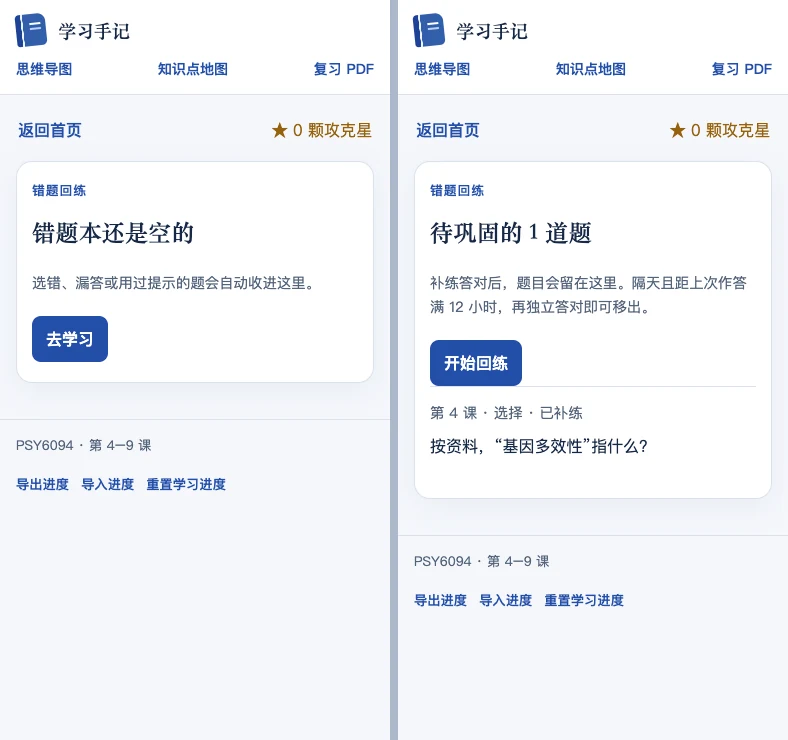 学习手记
思维导图 知识点地图 复习 PDF
返回首页 ★ 0 颗攻克星
错题回练
错题本还是空的
选错、漏答或用过提示的题会自动收进这里。
去学习
PSY6094 · 第 4—9 课
导出进度 导入进度 重置学习进度
学习手记
思维导图 知识点地图 复习 PDF
返回首页 ★ 0 颗攻克星
错题回练
待巩固的 1 道题
补练答对后，题目会留在这里。隔天且距上次作答
满 12 小时，再独立答对即可移出。
开始回练
第 4 课 · 选择 · 已补练
按资料，“基因多效性”指什么？
PSY6094 · 第 4—9 课
导出进度 导入进度 重置学习进度